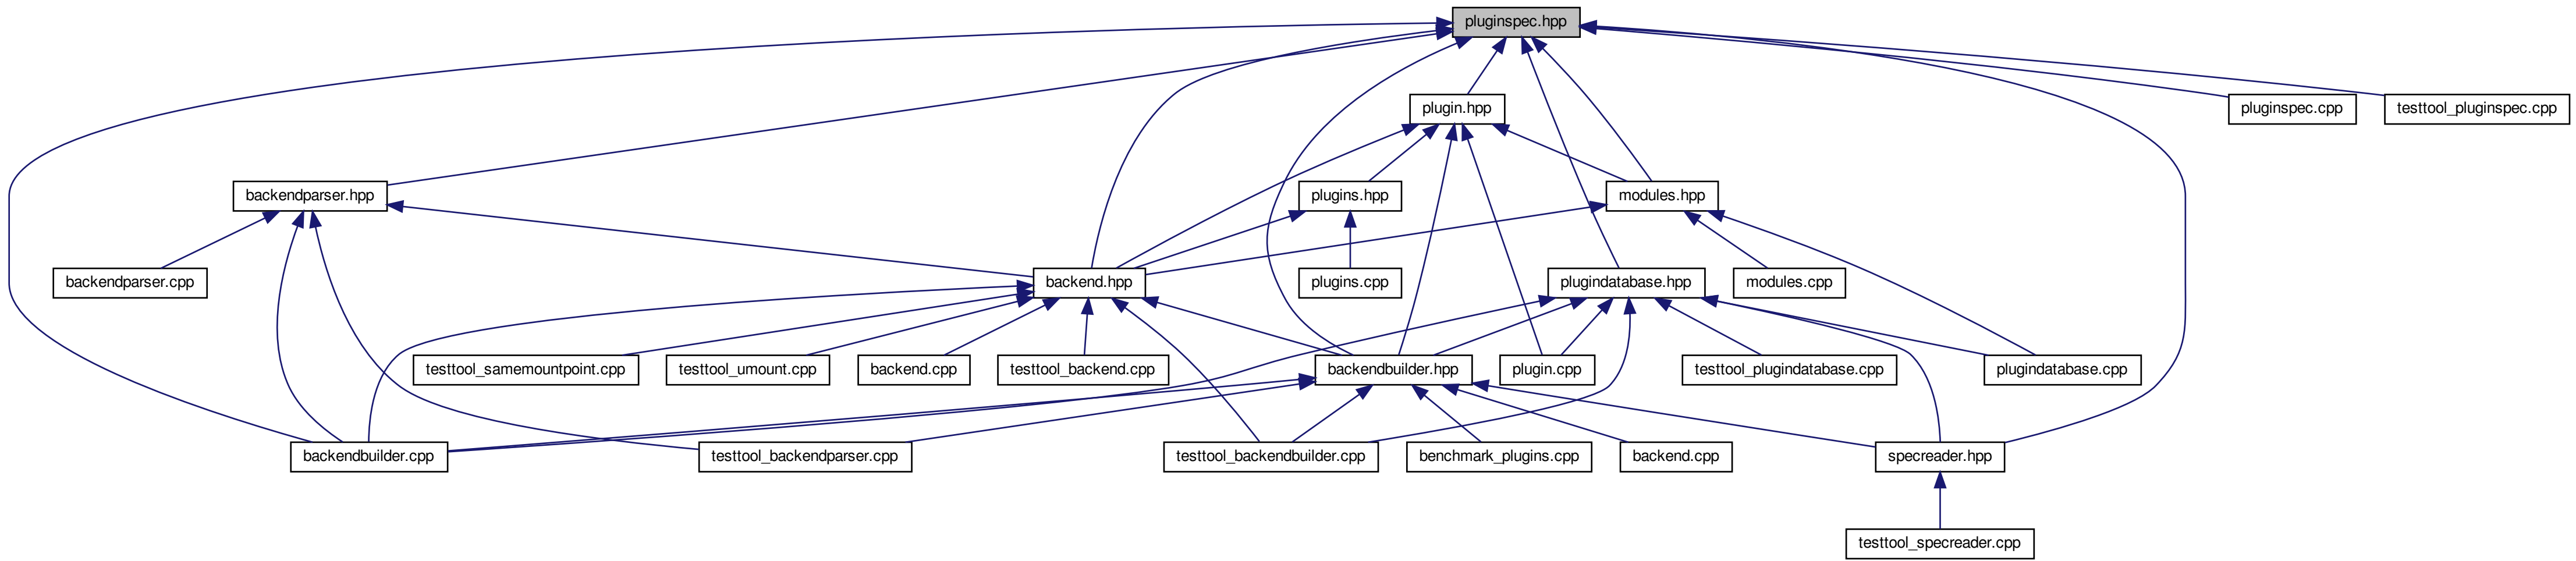 pluginspec.hpp
plugin.hpp
pluginspec.cpp
testtool_pluginspec.cpp
backendparser.hpp
plugins.hpp
modules.hpp
backendparser.cpp
backend.hpp
plugins.cpp
plugindatabase.hpp
modules.cpp
testtool_samemountpoint.cpp
testtool_umount.cpp
backend.cpp
testtool_backend.cpp
backendbuilder.hpp
plugin.cpp
testtool_plugindatabase.cpp
plugindatabase.cpp
backendbuilder.cpp
testtool_backendparser.cpp
testtool_backendbuilder.cpp
benchmark_plugins.cpp
backend.cpp
specreader.hpp
testtool_specreader.cpp